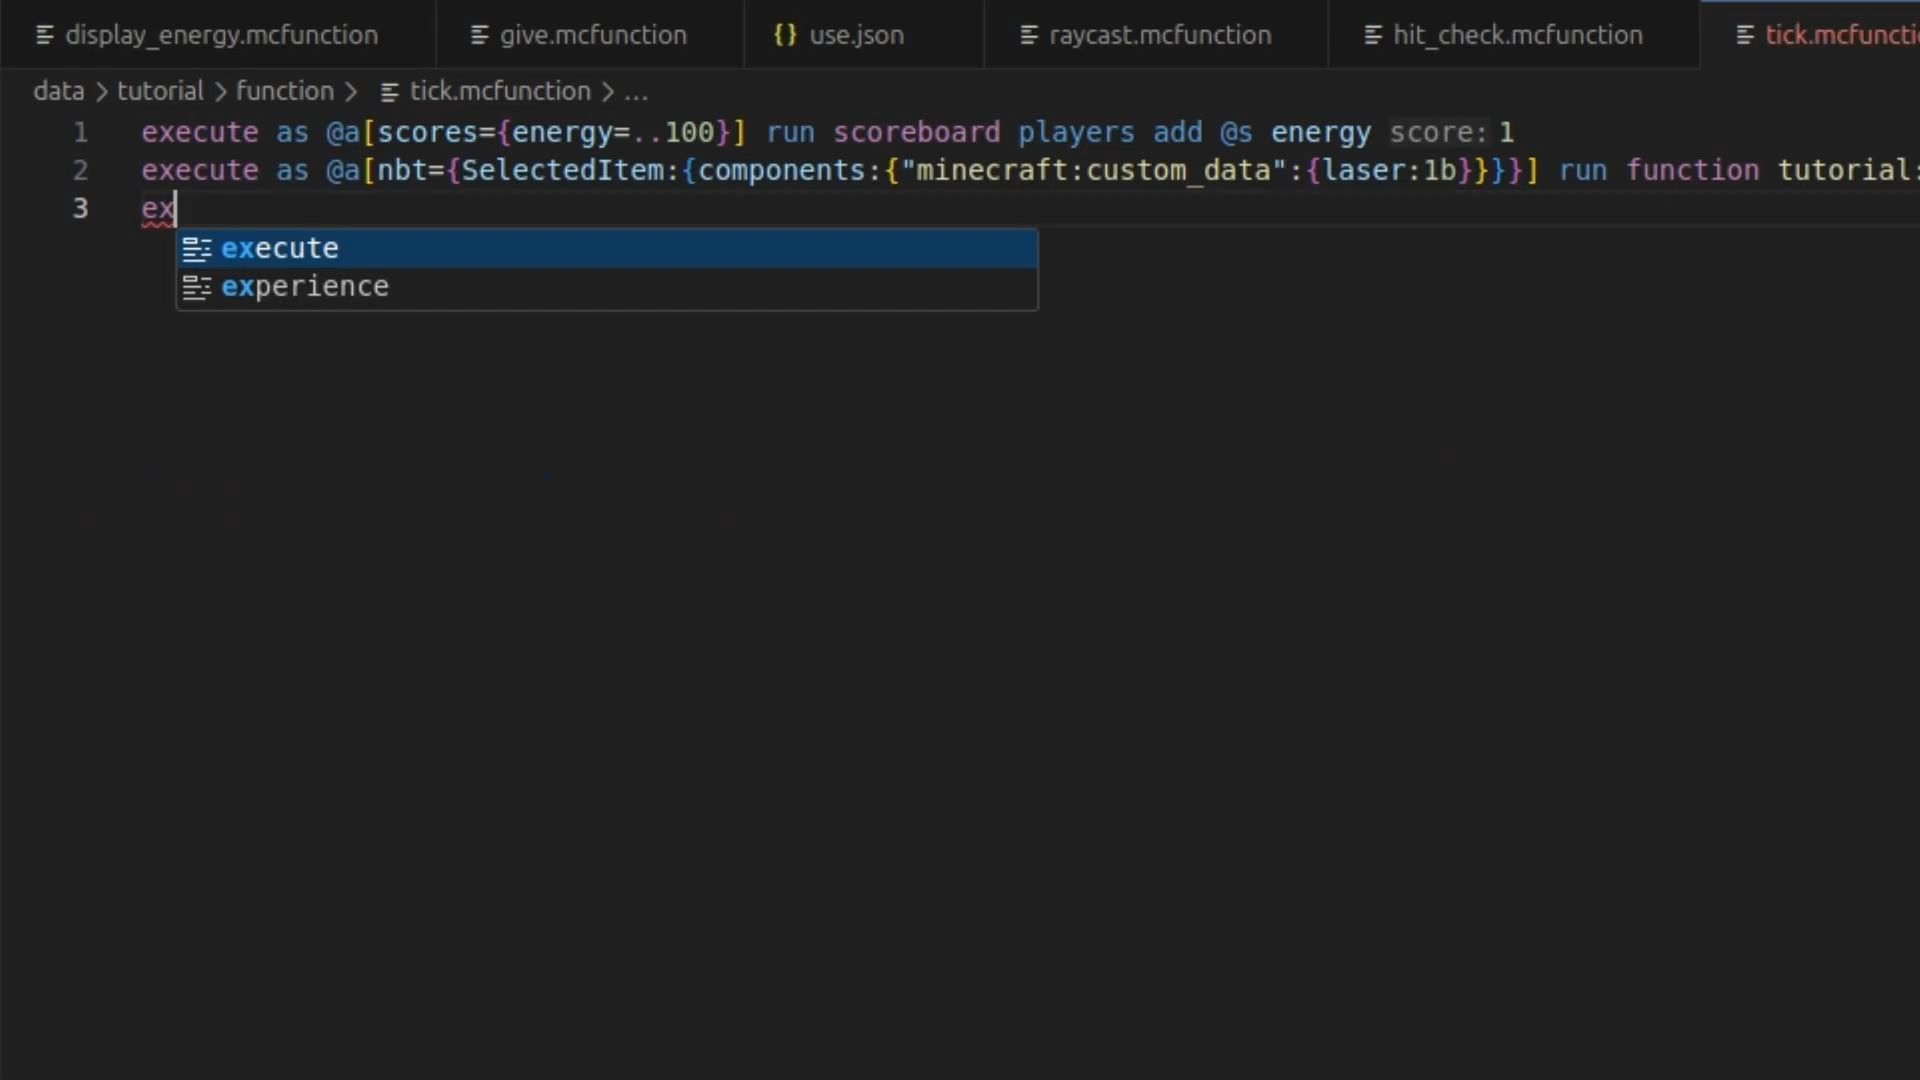 display_energy.mcfunction give.mcfunction {} use.json raycast.mcfunction hit_check.mcfunction
data > tutorial > function > tick.mcfunction > ...
1 execute as @a[scores={energy=..100}] run scoreboard players add @s energy score: 1
2 execute as @a[nbt={SelectedItem:{components:{"minecraft:custom_data":{laser:1b}}}}] run function tutorial:
3 ex
execute
experience